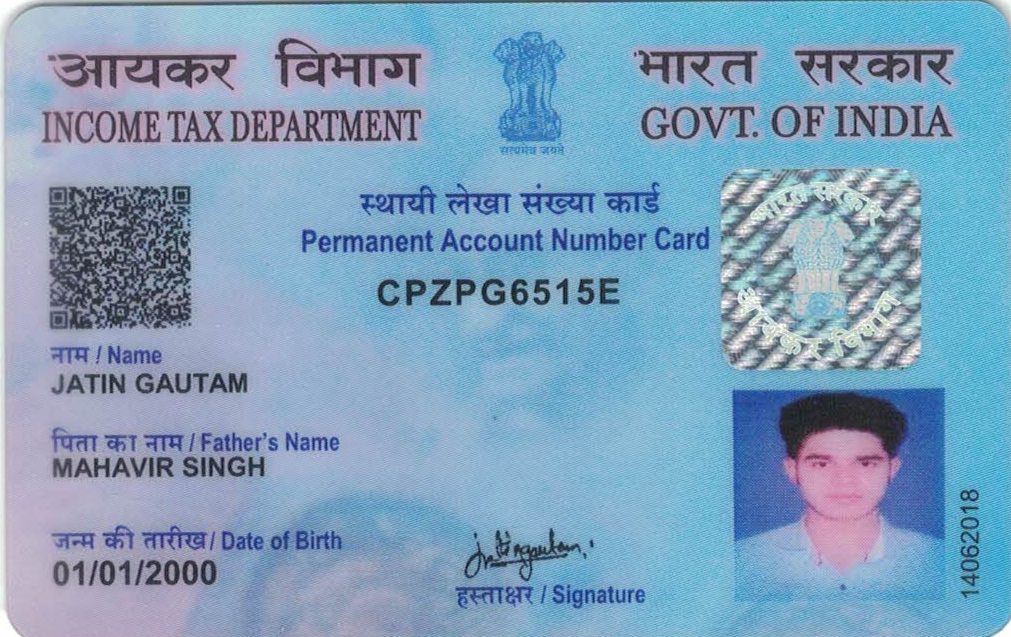 आयकर विभाग
INCOME TAX DEPARTMENT
सत्यमेव जयते
भारत सरकार
GOVT. OF INDIA
स्थायी लेखा संख्या कार्ड
Permanent Account Number Card
CPZPG6515E
भारत सरकार
आयकर विभाग
नाम / Name
JATIN GAUTAM
पिता का नाम / Father's Name
MAHAVIR SINGH
जन्म की तारीख / Date of Birth
01/01/2000
हस्ताक्षर / Signature
14062018